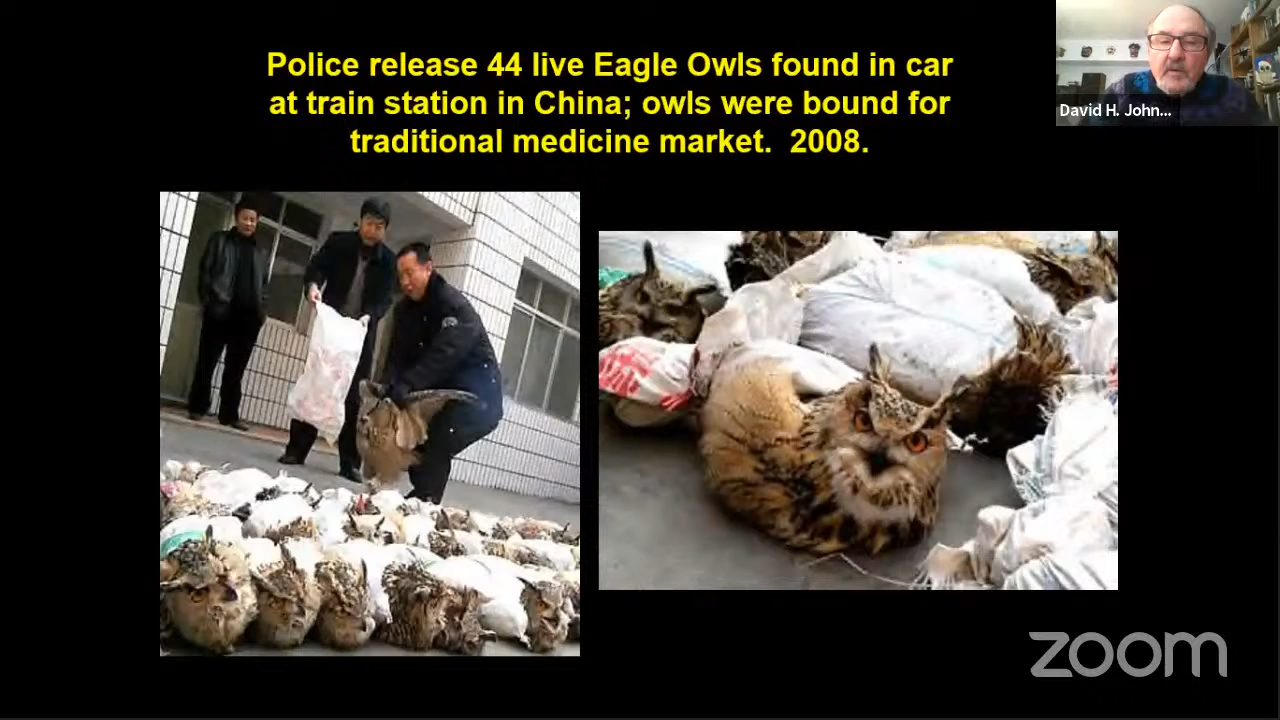 Police release 44 live Eagle Owls found in car
at train station in China; owls were bound for
traditional medicine market.  2008.
David H. John...
zoom